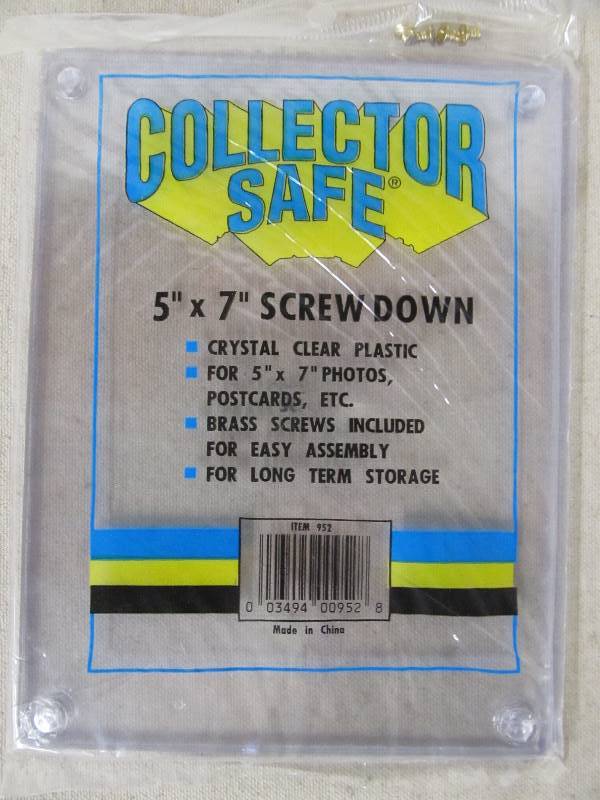 COLLECTOR
SAFE®
5" x 7" SCREW DOWN
CRYSTAL CLEAR PLASTIC
FOR 5" x 7" PHOTOS,
POSTCARDS, ETC.
BRASS SCREWS INCLUDED
FOR EASY ASSEMBLY
FOR LONG TERM STORAGE
ITEM 952
0 03494 00952 8
Made in China